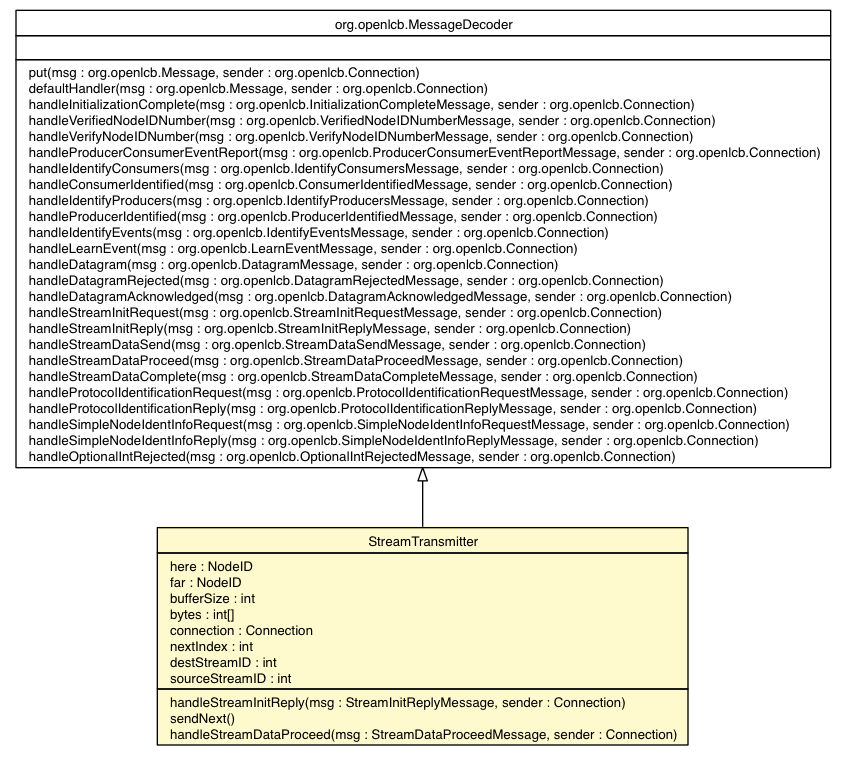 org.openlcb.MessageDecoder
put(msg : org.openlcb.Message, sender : org.openlcb.Connection)
defaultHandler(msg : org.openlcb.Message, sender : org.openlcb.Connection)
handleInitializationComplete(msg : org.openlcb.InitializationCompleteMessage, sender : org.openlcb.Connection)
handleVerifiedNodeIDNumber(msg : org.openlcb.VerifiedNodeIDNumberMessage, sender : org.openlcb.Connection)
handleVerifyNodeIDNumber(msg : org.openlcb.VerifyNodeIDNumberMessage, sender : org.openlcb.Connection)
handleProducerConsumerEventReport(msg : org.openlcb.ProducerConsumerEventReportMessage, sender : org.openlcb.Connection)
handleIdentifyConsumers(msg : org.openlcb.IdentifyConsumersMessage, sender : org.openlcb.Connection)
handleConsumerIdentified(msg : org.openlcb.ConsumerIdentifiedMessage, sender : org.openlcb.Connection)
handleIdentifyProducers(msg : org.openlcb.IdentifyProducersMessage, sender : org.openlcb.Connection)
handleProducerIdentified(msg : org.openlcb.ProducerIdentifiedMessage, sender : org.openlcb.Connection)
handleIdentifyEvents(msg : org.openlcb.IdentifyEventsMessage, sender : org.openlcb.Connection)
handleLearnEvent(msg : org.openlcb.LearnEventMessage, sender : org.openlcb.Connection)
handleDatagram(msg : org.openlcb.DatagramMessage, sender : org.openlcb.Connection)
handleDatagramRejected(msg : org.openlcb.DatagramRejectedMessage, sender : org.openlcb.Connection)
handleDatagramAcknowledged(msg : org.openlcb.DatagramAcknowledgedMessage, sender : org.openlcb.Connection)
handleStreamInitRequest(msg : org.openlcb.StreamInitRequestMessage, sender : org.openlcb.Connection)
handleStreamInitReply(msg : org.openlcb.StreamInitReplyMessage, sender : org.openlcb.Connection)
handleStreamDataSend(msg : org.openlcb.StreamDataSendMessage, sender : org.openlcb.Connection)
handleStreamDataProceed(msg : org.openlcb.StreamDataProceedMessage, sender : org.openlcb.Connection)
handleStreamDataComplete(msg : org.openlcb.StreamDataCompleteMessage, sender : org.openlcb.Connection)
handleProtocolIdentificationRequest(msg : org.openlcb.ProtocolIdentificationRequestMessage, sender : org.openlcb.Connection)
handleProtocolIdentificationReply(msg : org.openlcb.ProtocolIdentificationReplyMessage, sender : org.openlcb.Connection)
handleSimpleNodeIdentInfoRequest(msg : org.openlcb.SimpleNodeIdentInfoRequestMessage, sender : org.openlcb.Connection)
handleSimpleNodeIdentInfoReply(msg : org.openlcb.SimpleNodeIdentInfoReplyMessage, sender : org.openlcb.Connection)
handleOptionalIntRejected(msg : org.openlcb.OptionalIntRejectedMessage, sender : org.openlcb.Connection)
StreamTransmitter
here : NodeID
far : NodeID
bufferSize : int
bytes : int[]
connection : Connection
nextIndex : int
destStreamID : int
sourceStreamID : int
handleStreamInitReply(msg : StreamInitReplyMessage, sender : Connection)
sendNext()
handleStreamDataProceed(msg : StreamDataProceedMessage, sender : Connection)